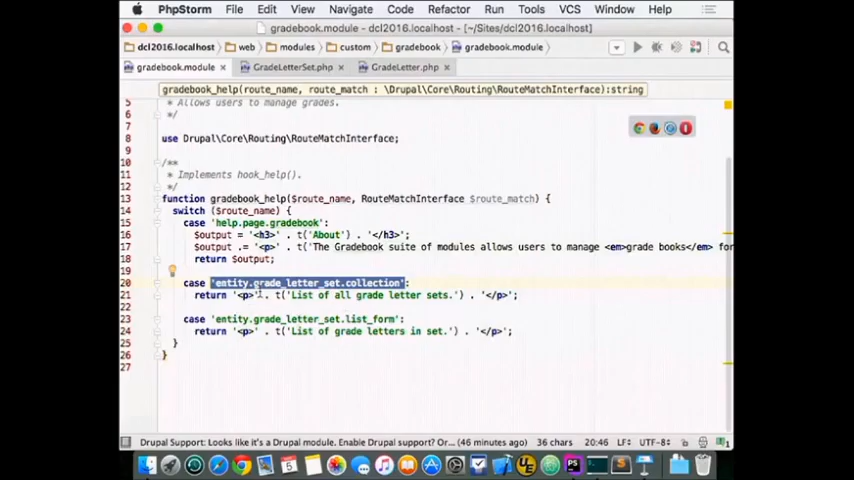 PhpStorm File Edit View Navigate Code Refactor Run Tools VCS Window Help
gradebook.module - dcl2016.localhost - [~/Sites/dcl2016.localhost]
dcl2016.localhost web modules custom gradebook gradebook.module
gradebook.module GradeLetterSet.php GradeLetter.php
gradebook_help(route_name, route_match : \Drupal\Core\Routing\RouteMatchInterface):string
5 * Allows users to manage grades.
6 */
7
8 use Drupal\Core\Routing\RouteMatchInterface;
9
10 /**
11 * Implements hook_help().
12 */
13 function gradebook_help($route_name, RouteMatchInterface $route_match) {
14 switch ($route_name) {
15 case 'help.page.gradebook':
16 $output = '<h3>' . t('About') . '</h3>';
17 $output .= '<p>' . t('The Gradebook suite of modules allows users to manage <em>grade books</em> for
18 return $output;
19
20 case 'entity.grade_letter_set.collection':
21 return '<p>' . t('List of all grade letter sets.') . '</p>';
22
23 case 'entity.grade_letter_set.list_form':
24 return '<p>' . t('List of grade letters in set.') . '</p>';
25 }
26 }
27
Drupal Support: Looks like it's a Drupal module. Enable Drupal support? Or... (46 minutes ago) 36 chars 20:46 LF÷ UTF-8÷ 1